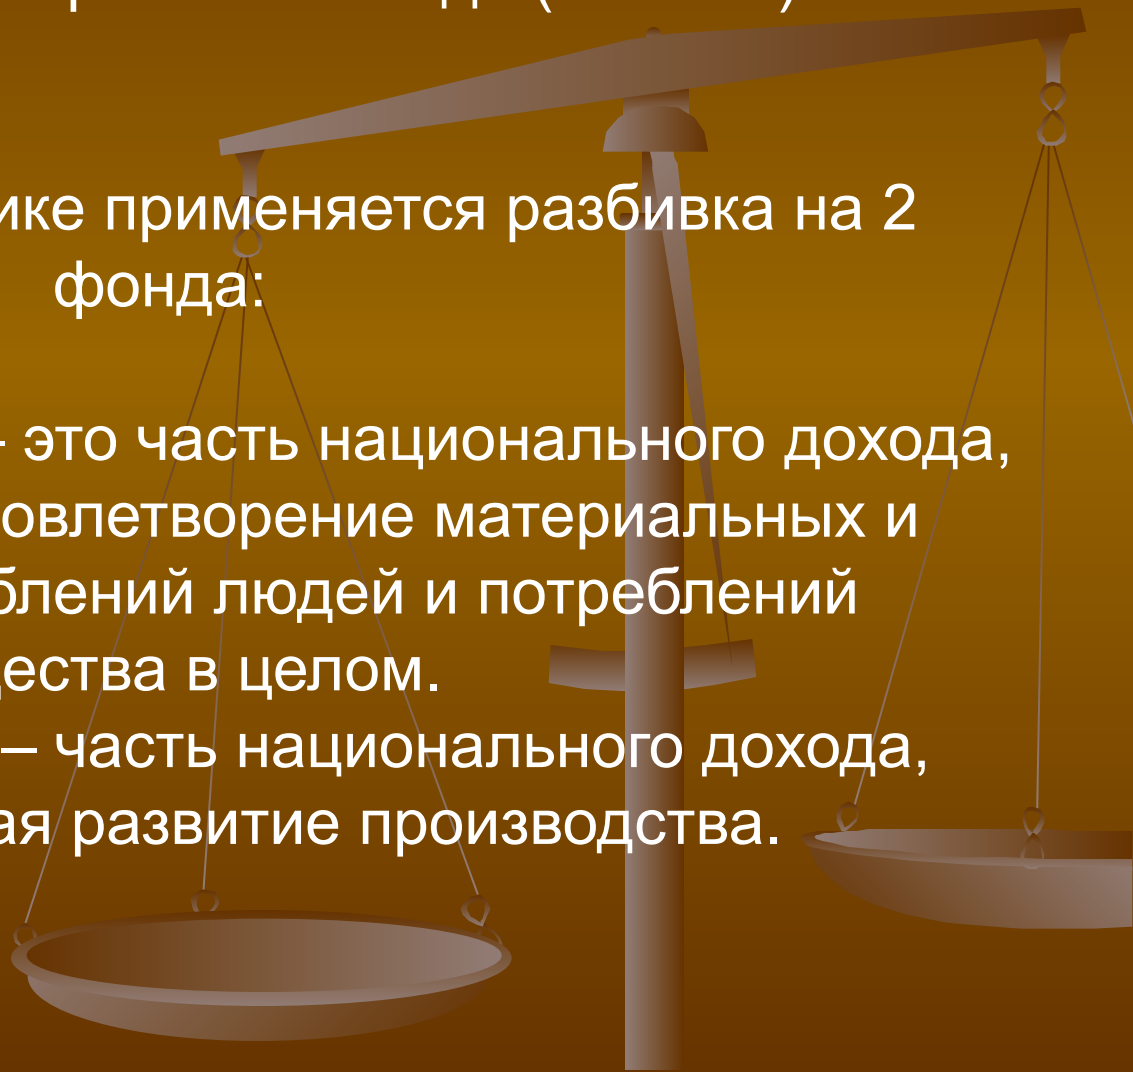 ике применяется разбивка на 2
фонда:
- это часть национального дохода,
овлетворение материальных и
блений людей и потреблений
ества в целом.
– часть национального дохода,
ая развитие производства.